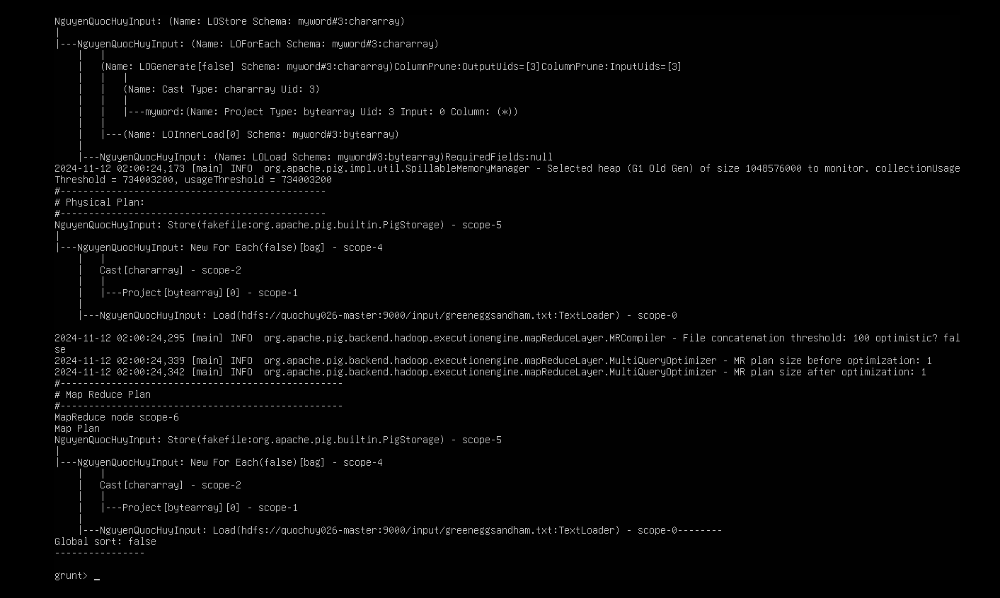 NguyenQuocHuyInput: (Name: LOStore Schema: myword#3:chararray)
|
|---NguyenQuocHuyInput: (Name: LOForEach Schema: myword#3:chararray)
    |   |
    |   (Name: LOGenerate[false] Schema: myword#3:chararray)ColumnPrune:OutputUids=[3]ColumnPrune:InputUids=[3]
    |   |   |
    |   |   (Name: Cast Type: chararray Uid: 3)
    |   |   |
    |   |   |---myword:(Name: Project Type: bytearray Uid: 3 Input: 0 Column: (*))
    |   |
    |   |---(Name: LOInnerLoad[0] Schema: myword#3:bytearray)
    |
    |---NguyenQuocHuyInput: (Name: LOLoad Schema: myword#3:bytearray)RequiredFields:null
2024-11-12 02:00:24,173 [main] INFO  org.apache.pig.impl.util.SpillableMemoryManager - Selected heap (G1 Old Gen) of size 1048576000 to monitor. collectionUsage
Threshold = 734003200, usageThreshold = 734003200
#-----------------------------------------------
# Physical Plan:
#-----------------------------------------------
NguyenQuocHuyInput: Store(fakefile:org.apache.pig.builtin.PigStorage) - scope-5
|
|---NguyenQuocHuyInput: New For Each(false)[bag] - scope-4
    |   |
    |   Cast[chararray] - scope-2
    |   |
    |   |---Project[bytearray][0] - scope-1
    |
    |---NguyenQuocHuyInput: Load(hdfs://quochuy026-master:9000/input/greeneggsandham.txt:TextLoader) - scope-0
2024-11-12 02:00:24,295 [main] INFO  org.apache.pig.backend.hadoop.executionengine.mapReduceLayer.MRCompiler - File concatenation threshold: 100 optimistic? fal
se
2024-11-12 02:00:24,339 [main] INFO  org.apache.pig.backend.hadoop.executionengine.mapReduceLayer.MultiQueryOptimizer - MR plan size before optimization: 1
2024-11-12 02:00:24,342 [main] INFO  org.apache.pig.backend.hadoop.executionengine.mapReduceLayer.MultiQueryOptimizer - MR plan size after optimization: 1
#--------------------------------------------------
# Map Reduce Plan
#--------------------------------------------------
MapReduce node scope-6
Map Plan
NguyenQuocHuyInput: Store(fakefile:org.apache.pig.builtin.PigStorage) - scope-5
|
|---NguyenQuocHuyInput: New For Each(false)[bag] - scope-4
    |   |
    |   Cast[chararray] - scope-2
    |   |
    |   |---Project[bytearray][0] - scope-1
    |
    |---NguyenQuocHuyInput: Load(hdfs://quochuy026-master:9000/input/greeneggsandham.txt:TextLoader) - scope-0--------
Global sort: false
----------------
grunt> _